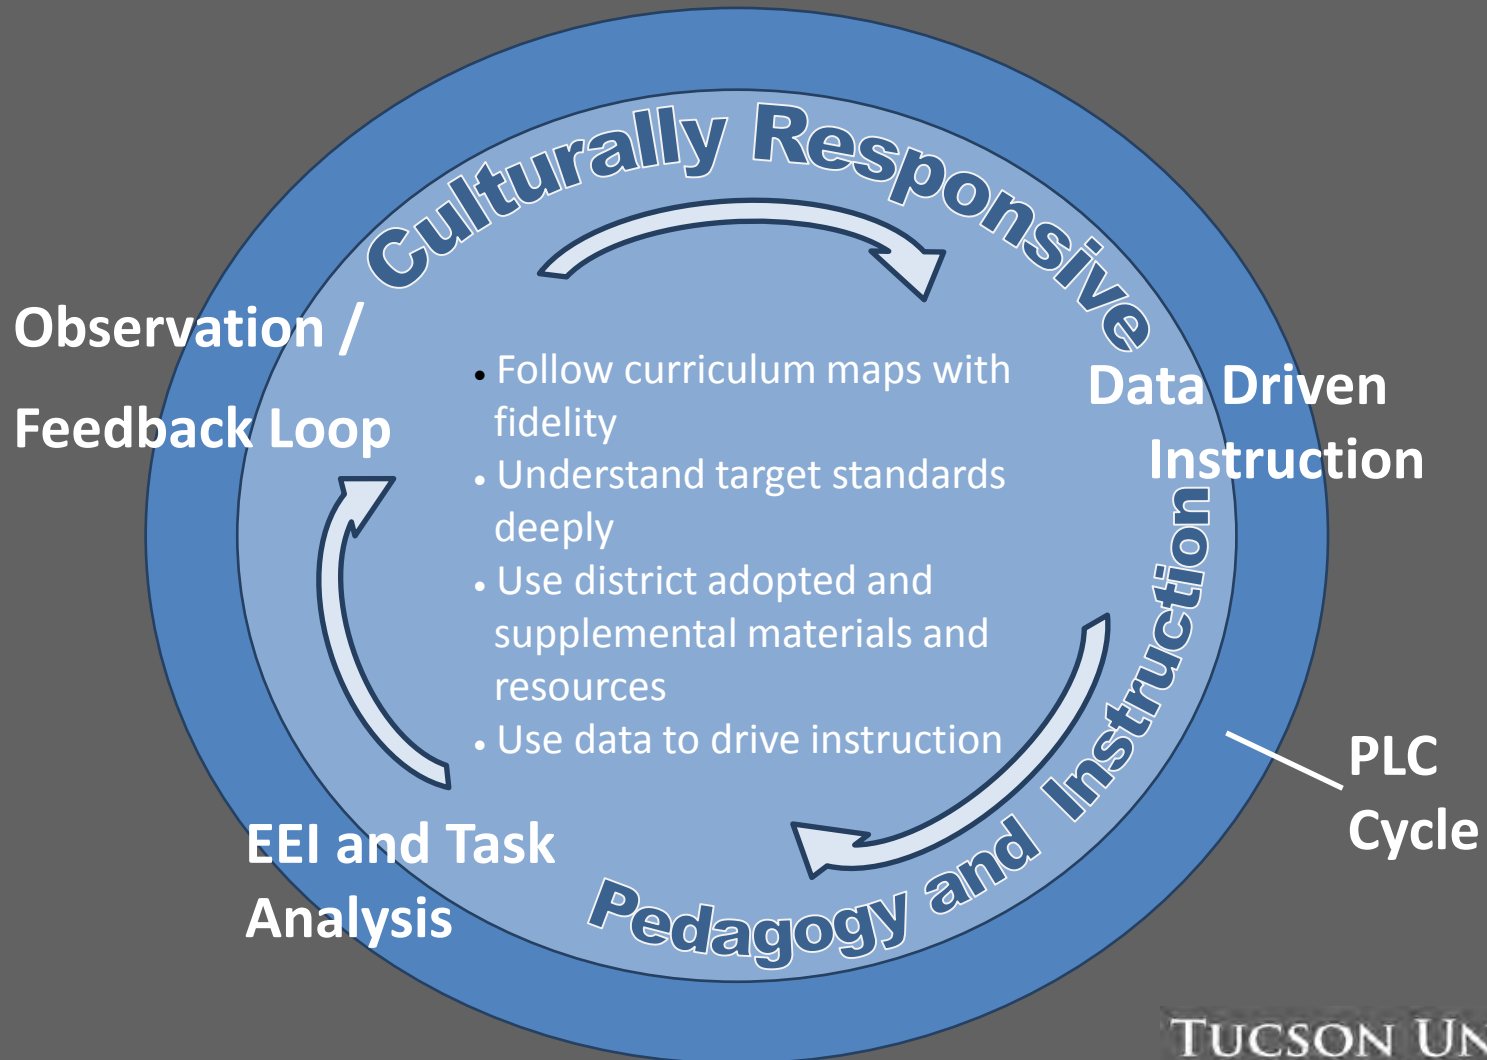 Culturally Responsive
Observation /
Feedback Loop
• Follow curriculum maps with
fidelity
• Understand target standards
deeply
• Use district adopted and
supplemental materials and
resources
• Use data to drive instruction
Data Driven
Instruction
Pedagogy and Instruction
PLC
Cycle
EEI and Task
Analysis
TUCSON UN